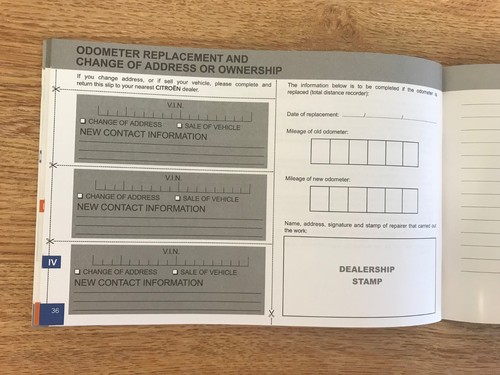 ODOMETER REPLACEMENT AND
CHANGE OF ADDRESS OR OWNERSHIP
If you change address, or if sell your vehicle, please complete and
return this slip to your nearest CITROËN dealer.
V.I.N.
CHANGE OF ADDRESS SALE OF VEHICLE
NEW CONTACT INFORMATION
V.I.N.
CHANGE OF ADDRESS SALE OF VEHICLE
NEW CONTACT INFORMATION
V.I.N.
CHANGE OF ADDRESS SALE OF VEHICLE
NEW CONTACT INFORMATION
IV
36
The information below is to be completed if the odometer is
replaced (total distance recorder):
Date of replacement: / /
Mileage of old odometer:
Mileage of new odometer:
Name, address, signature and stamp of repairer that carried out
the work:
DEALERSHIP
STAMP